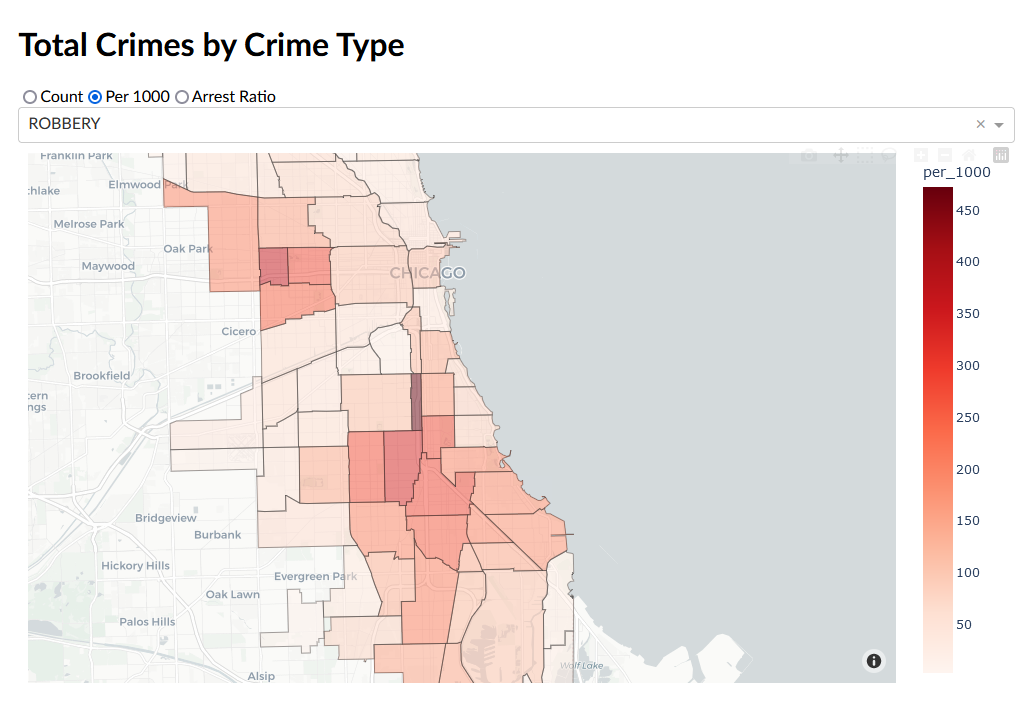 Total Crimes by Crime Type
Count Per 1000 Arrest Ratio
ROBBERY
Franklin Park
per_1000
Elmwood Park
hlake
450
Melrose Park
Oak Park
400
Maywood
CHICAGO
350
Cicero
300
Brookfield
ern
ngs
250
200
Bridgeview
150
Burbank
Hickory Hills
100
Evergreen Park
Oak Lawn
Palos Hills
50
Wolf Lake
Alsip